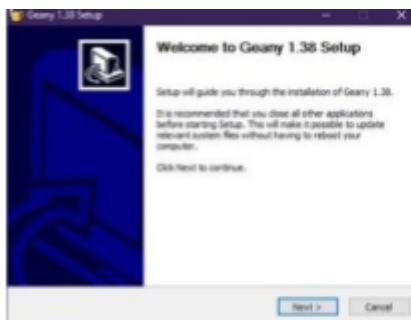 Geany 1.38 Setup
Welcome to Geany 1.38 Setup
Setup will guide you through the installation of Geany 1.38.
It is recommended that you close all other applications
before starting Setup. This will make it possible to update
relevant system files without having to reboot your
computer.
Click Next to continue.
Next >
Cancel